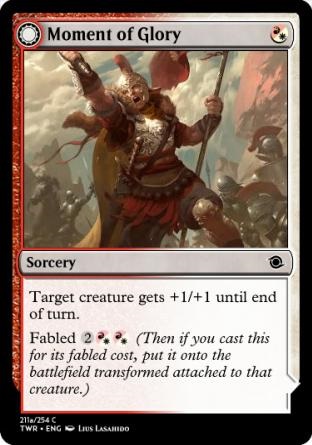 Moment of Glory
Sorcery
Target creature gets +1/+1 until end
of turn.
Fabled 2 (Then if you cast this
for its fabled cost, put it onto the
battlefield transformed attached to that
creature.)
211a/254 C
TWR • ENG Lius Lasahido